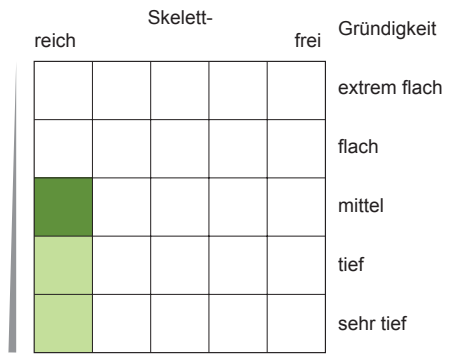 Skelett-
reich frei Gründigkeit
extrem flach
flach
mittel
tief
sehr tief